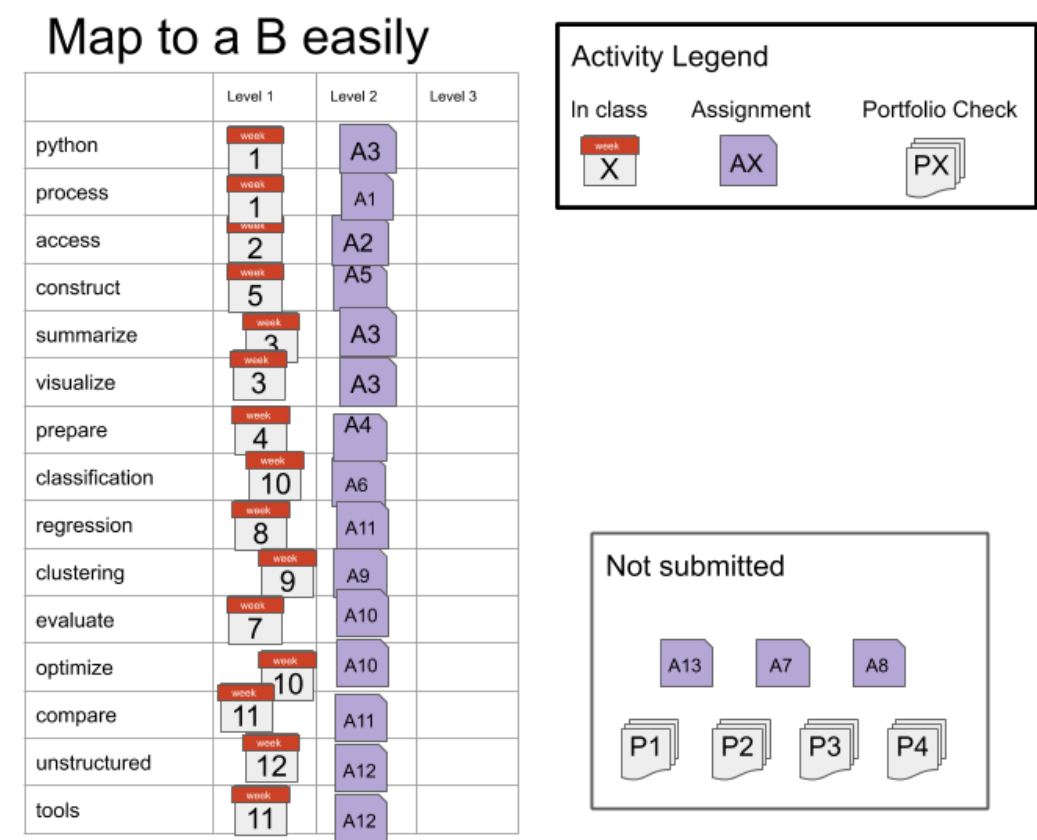 Map to a B easily
Level 1 Level 2 Level 3
python week 1 A3
process week 1 A1
access week 2 A2
construct week 5 A5
summarize week 3 A3
visualize week 3 A3
prepare week 4 A4
classification week 10 A6
regression week 8 A11
clustering week 9 A9
evaluate week 7 A10
optimize week 10 A10
compare week 11 A11
unstructured week 12 A12
tools week 11 A12
Activity Legend
In class Assignment Portfolio Check
week X AX PX
Not submitted
A13 A7 A8
P1 P2 P3 P4